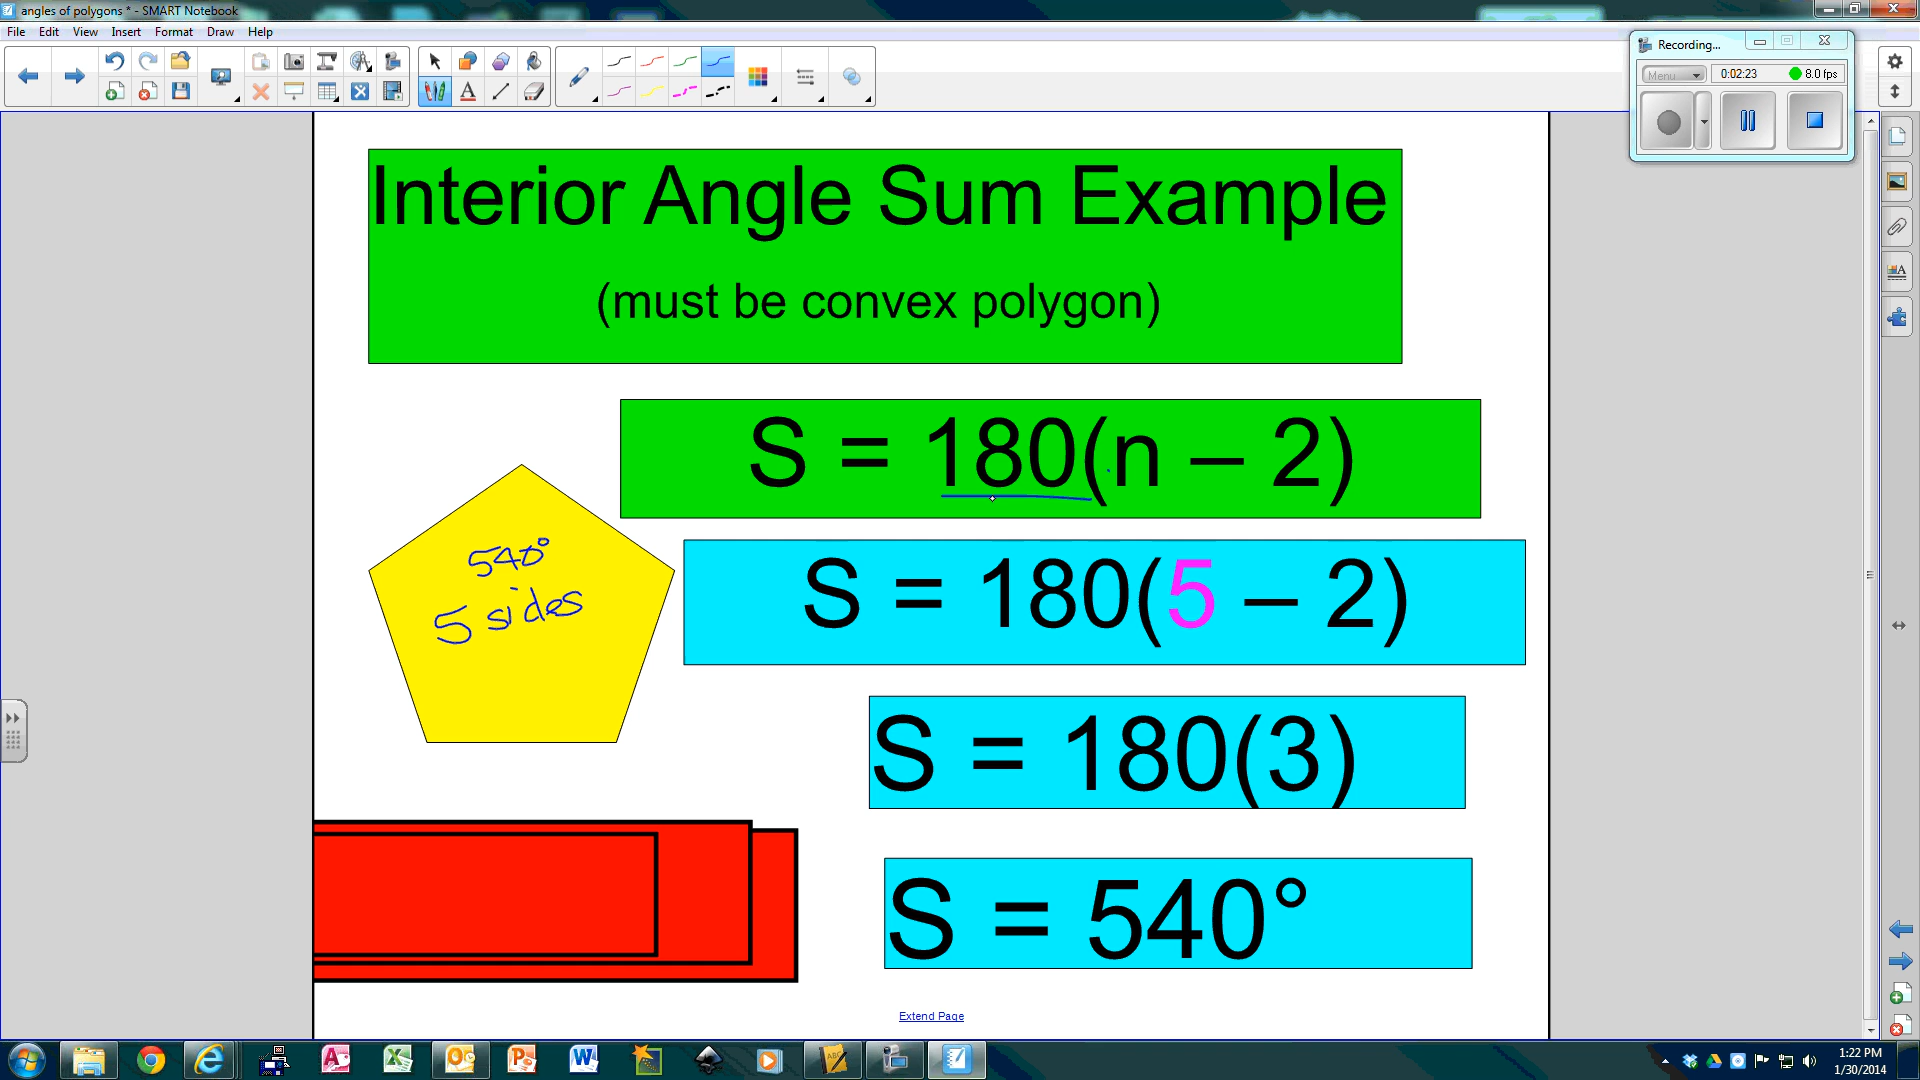 angles of polygons * - SMART Notebook
File Edit View Insert Format Draw Help
Recording...
Menu
0:02:23
8.0 fps
Interior Angle Sum Example
(must be convex polygon)
S = 180(n – 2)
540°
5 sides
S = 180(5 – 2)
S = 180(3)
S = 540°
Extend Page
1:22 PM
1/30/2014